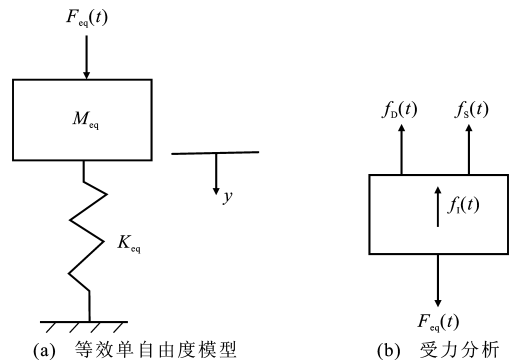 F_eq(t)
M_eq
y
K_eq
(a) 等效单自由度模型
f_D(t) f_S(t)
f_I(t)
F_eq(t)
(b) 受力分析